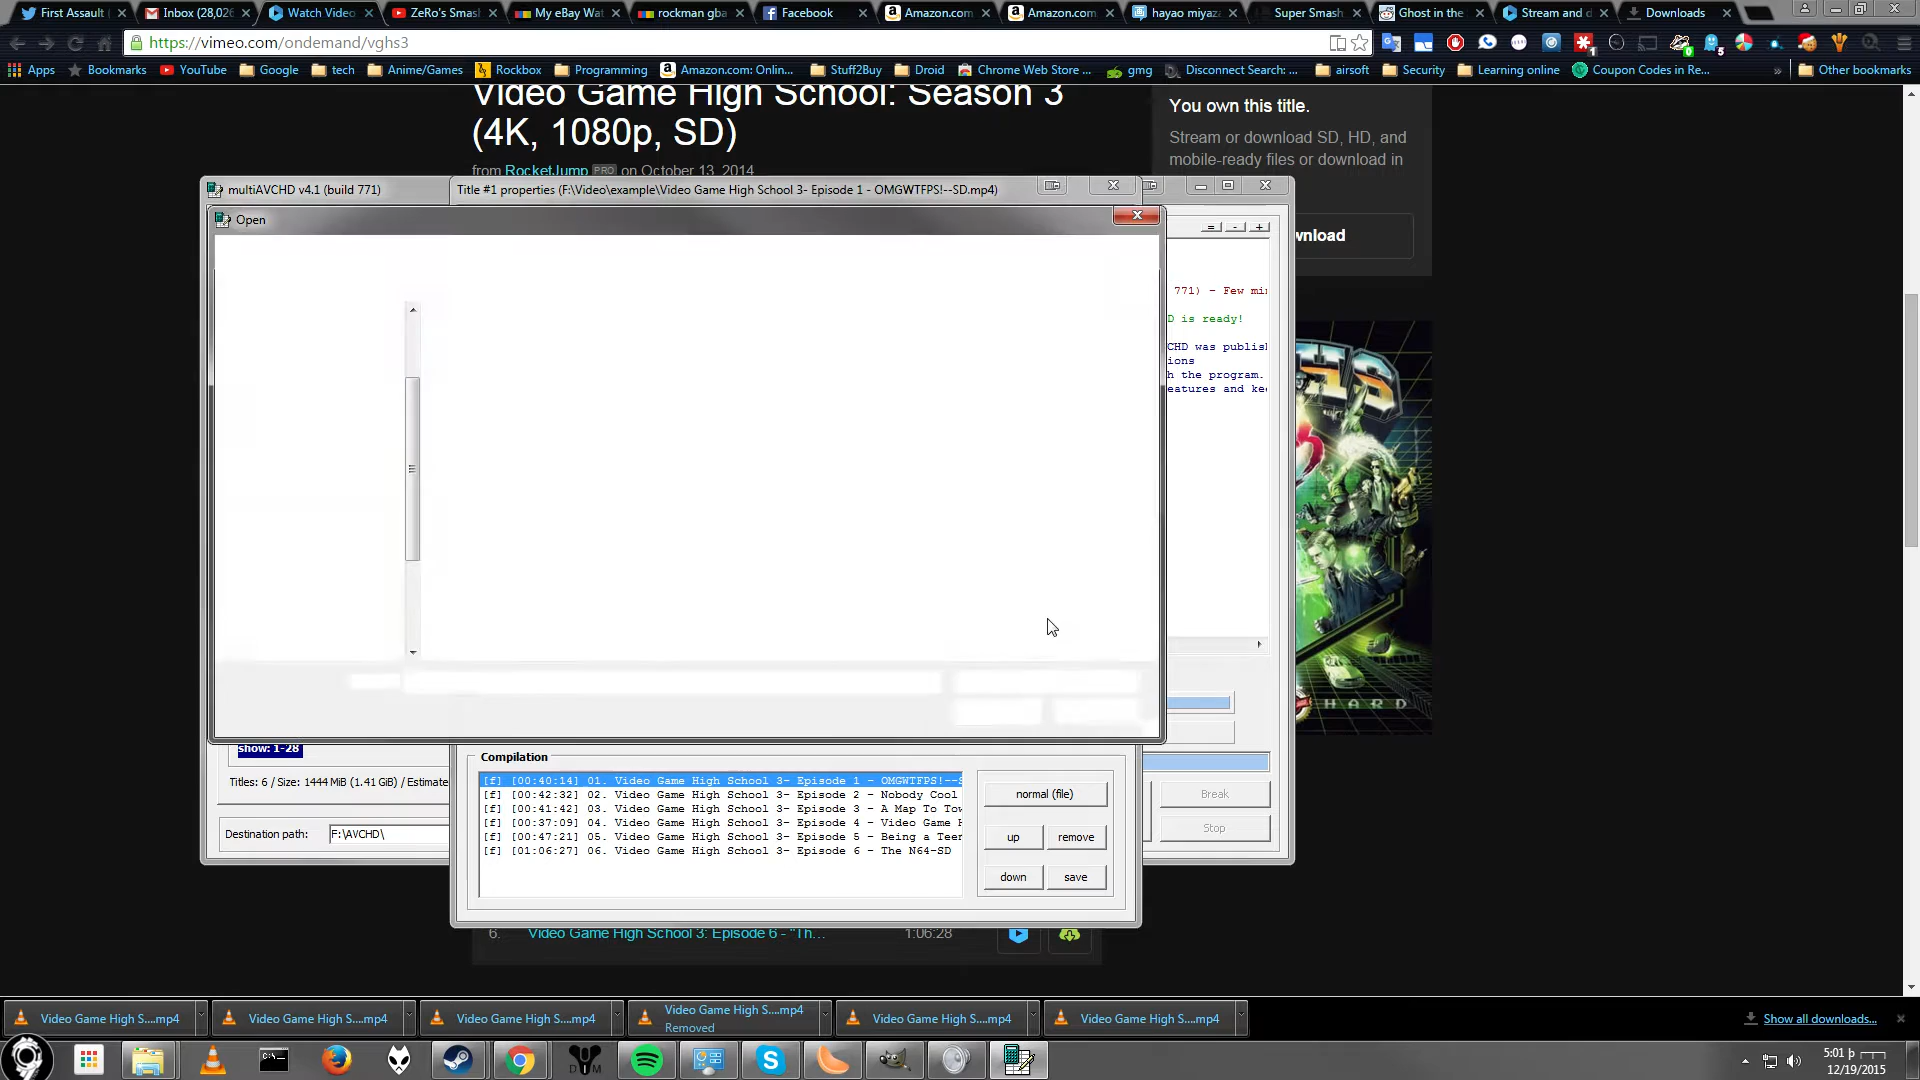 First Assault
Inbox (28,026
Watch Video
ZeRo's Smas
My eBay Wat
rockman gba
Facebook
Amazon.com
Amazon.com
hayao miyaz
Super Smash
Ghost in the
Stream and d
Downloads
https://vimeo.com/ondemand/vghs3
Apps
Bookmarks
YouTube
Google
tech
Anime/Games
Rockbox
Programming
Amazon.com: Onlin...
Stuff2Buy
Droid
Chrome Web Store ...
gmg
Disconnect Search: ...
airsoft
Security
Learning online
Coupon Codes in Re...
»
Other bookmarks
Video Game High School: Season 3
(4K, 1080p, SD)
from RocketJump PRO on October 13, 2014
You own this title.
Stream or download SD, HD, and
mobile-ready files or download in
wnload
multiAVCHD v4.1 (build 771)
Title #1 properties (F:\Video\example\Video Game High School 3- Episode 1 - OMGWTFPS!--SD.mp4)
Open
= - +
771) - Few mi
D is ready!
CHD was publis
ions
h the program.
eatures and ke
HARD
show: 1-28
Titles: 6 / Size: 1444 MiB (1.41 GiB) / Estimate
Destination path:
F:\AVCHD\
Compilation
[f] [00:40:14] 01. Video Game High School 3- Episode 1 - OMGWTFPS!--S
[f] [00:42:32] 02. Video Game High School 3- Episode 2 - Nobody Cool
[f] [00:41:42] 03. Video Game High School 3- Episode 3 - A Map To Tow
[f] [00:37:09] 04. Video Game High School 3- Episode 4 - Video Game H
[f] [00:47:21] 05. Video Game High School 3- Episode 5 - Being a Teen
[f] [01:06:27] 06. Video Game High School 3- Episode 6 - The N64-SD
normal (file)
up
remove
down
save
Break
Stop
6. Video Game High School 3: Episode 6 - "Th... 1:06:28
Video Game High S....mp4
Video Game High S....mp4
Video Game High S....mp4
Video Game High S....mp4
Removed
Video Game High S....mp4
Video Game High S....mp4
Show all downloads...
DIM
12/19/2015